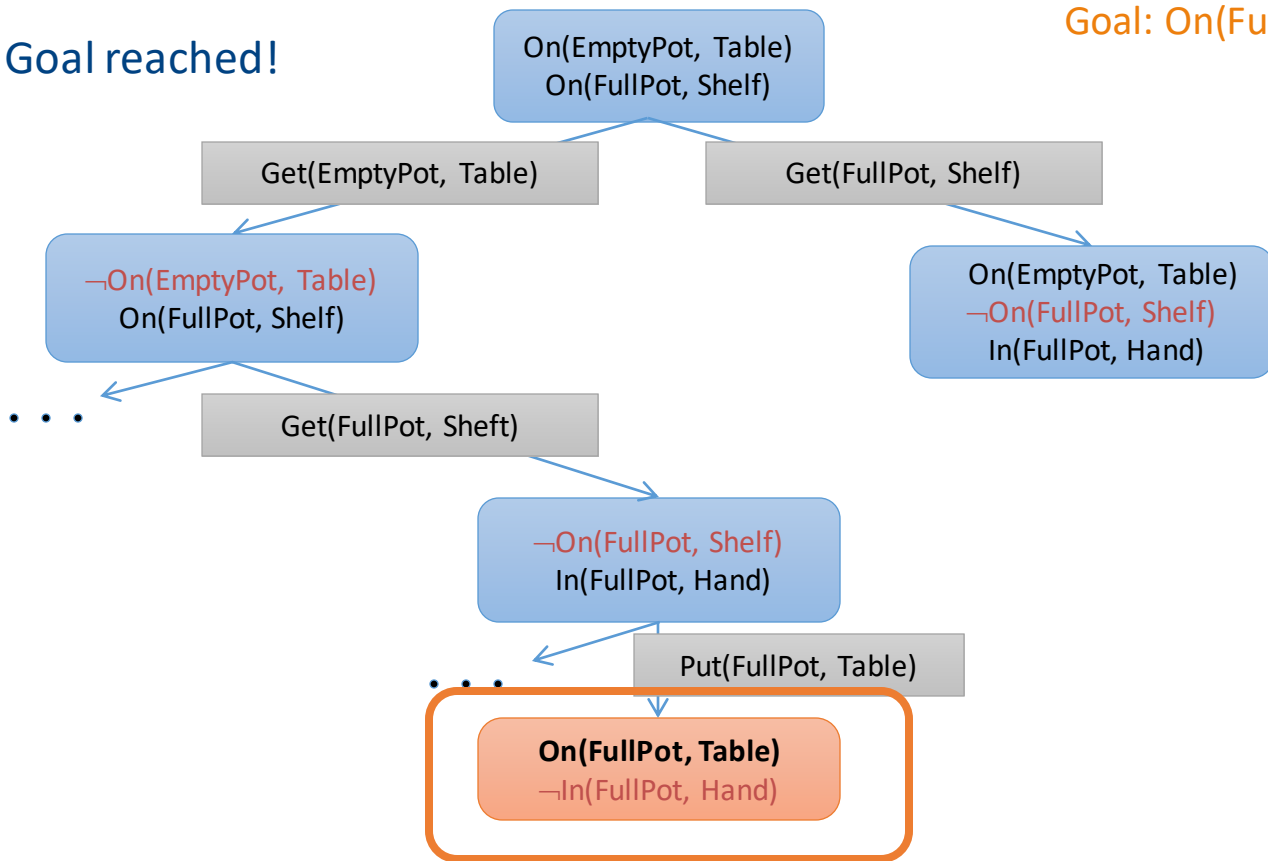 Goal: On(Fu
Goal reached!
On(EmptyPot, Table)
On(FullPot, Shelf)
Get(EmptyPot, Table)
Get(FullPot, Shelf)
¬On(EmptyPot, Table)
On(FullPot, Shelf)
On(EmptyPot, Table)
¬On(FullPot, Shelf)
In(FullPot, Hand)
. . .
Get(FullPot, Sheft)
¬On(FullPot, Shelf)
In(FullPot, Hand)
. . .
Put(FullPot, Table)
On(FullPot, Table)
¬In(FullPot, Hand)